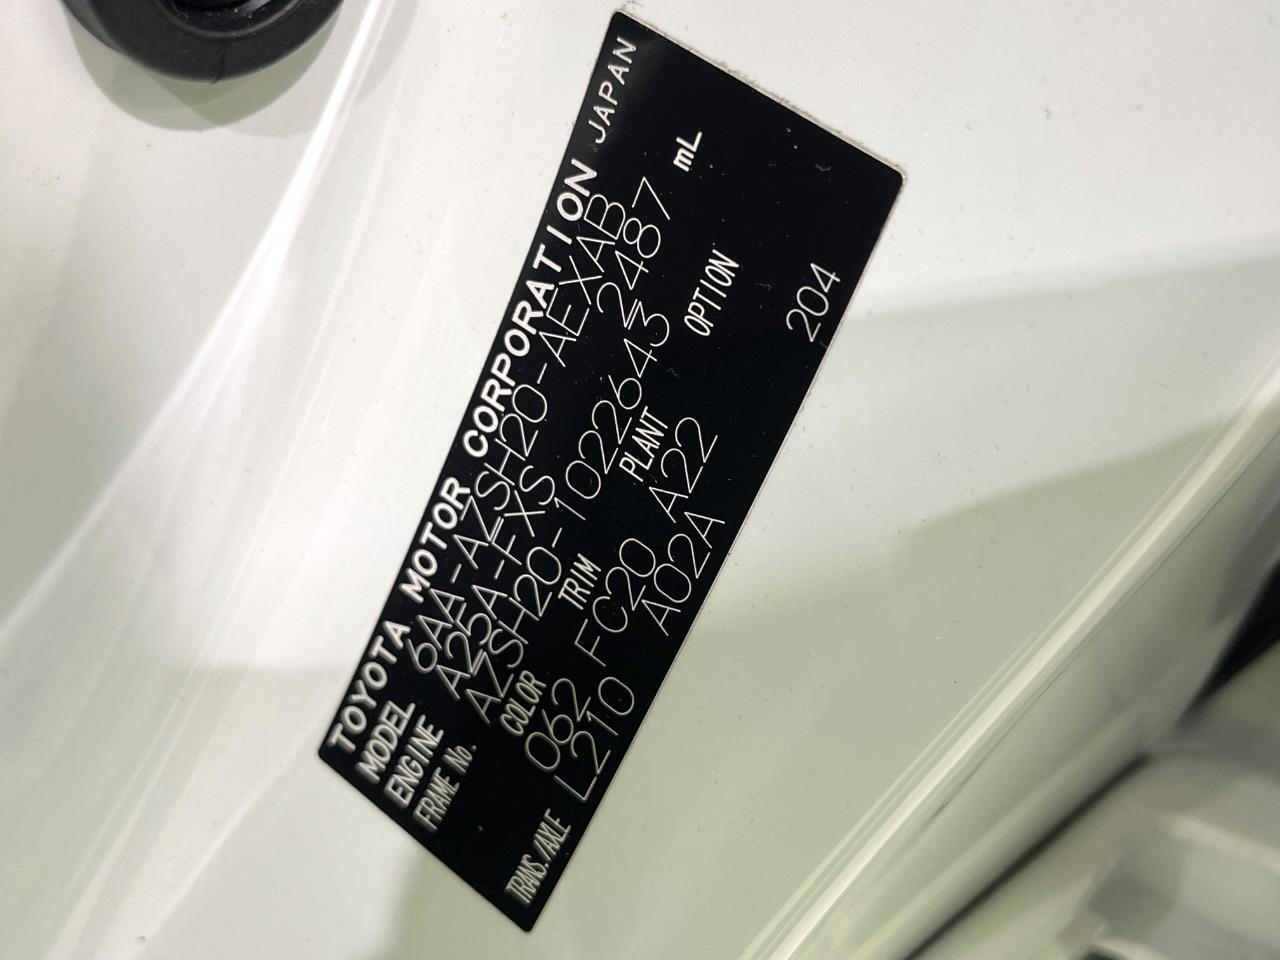 TOYOTA MOTOR CORPORATION JAPAN
MODEL 6AA-AZSH20-AEXAB
ENGINE A25A-FXS 2487 mL
FRAME No. AZSH20-1022643
COLOR TRIM PLANT OPTION
062 FC20 A22
TRANS./AXLE L210 A02A 204